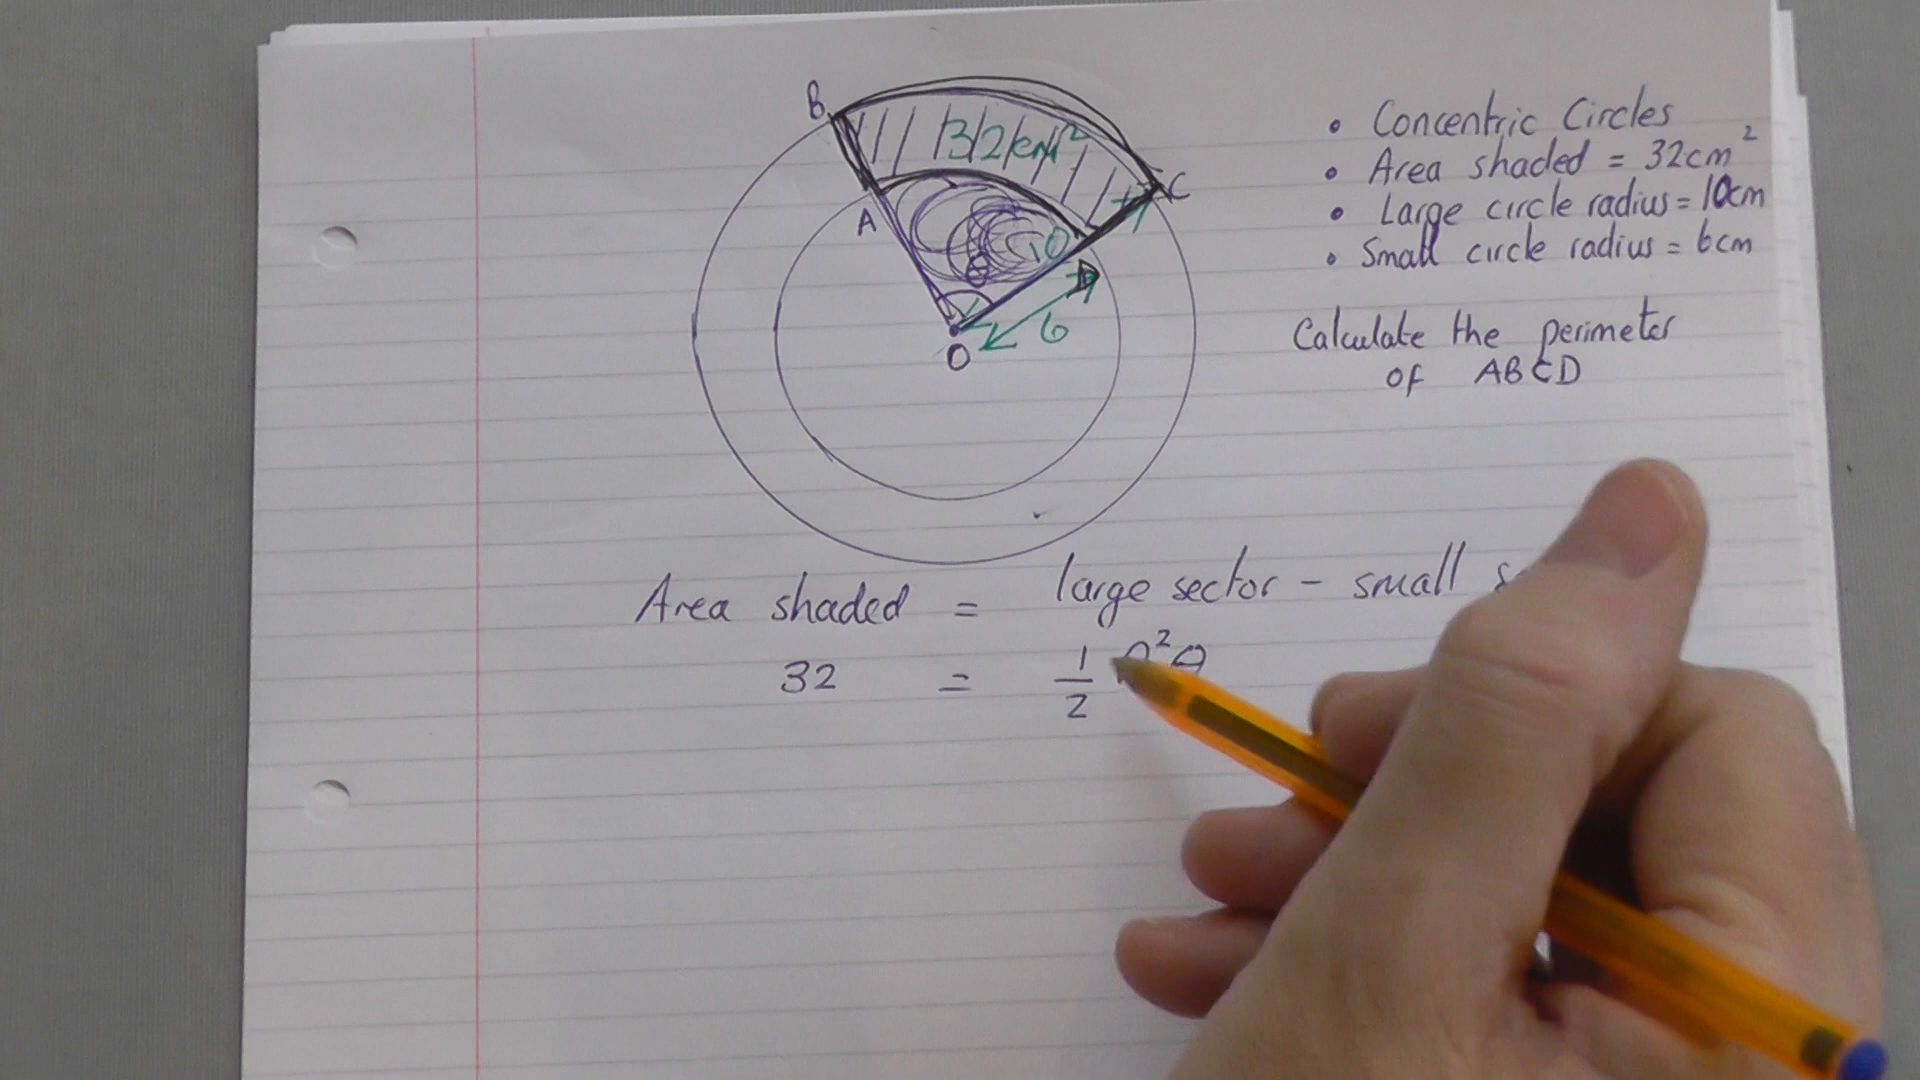 B
32cm²
C
A
10
θ
D
6
O
• Concentric Circles
• Area shaded = 32cm²
• Large circle radius = 10cm
• Small circle radius = 6cm
Calculate the perimeter
of ABCD
Area shaded = large sector - small
32 = 1/2 ²θ